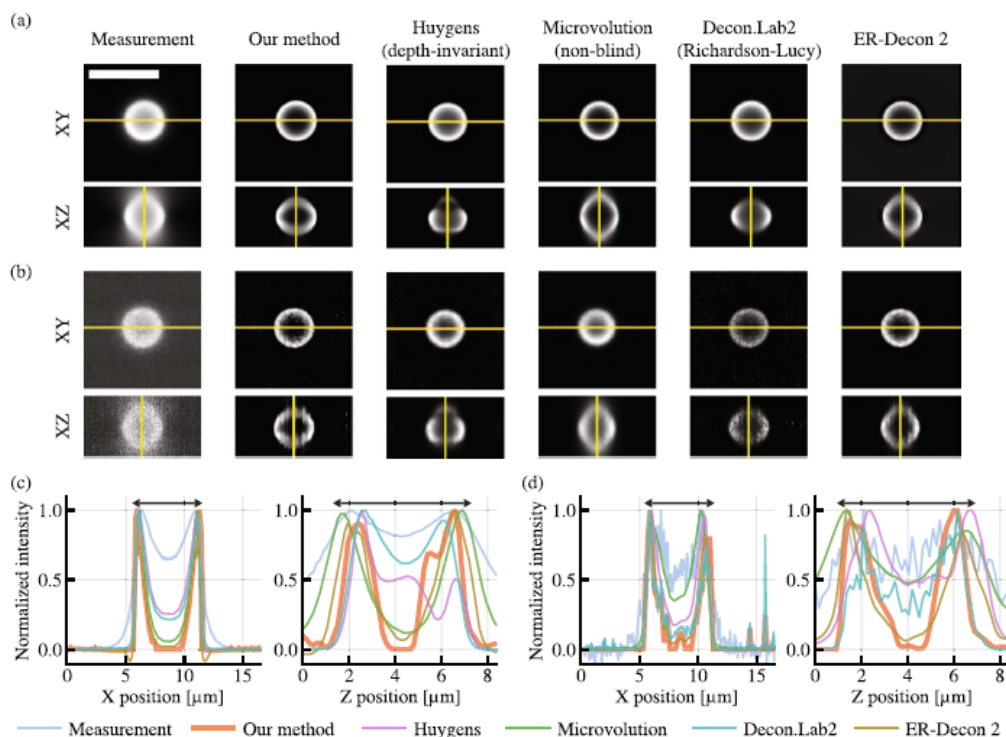 (a)
Measurement
Our method
Huygens
(depth-invariant)
Microvolution
(non-blind)
Decon.Lab2
(Richardson-Lucy)
ER-Decon 2
XY
XZ
(b)
XY
XZ
(c)
Normalized intensity
1.0
0.5
0.0
0 5 10 15
X position [µm]
1.0
0.5
0.0
0 2 4 6 8
Z position [µm]
(d)
Normalized intensity
1.0
0.5
0.0
0 5 10 15
X position [µm]
1.0
0.5
0.0
0 2 4 6 8
Z position [µm]
Measurement Our method Huygens Microvolution Decon.Lab2 ER-Decon 2